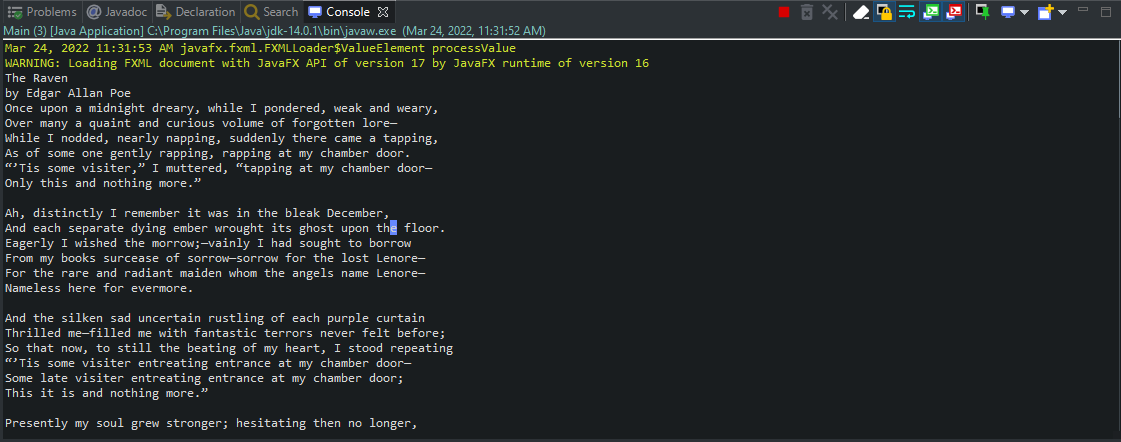 Problems @ Javadoc Declaration Search Console
Main (3) [Java Application] C:\Program Files\Java\jdk-14.0.1\bin\javaw.exe (Mar 24, 2022, 11:31:52 AM)
Mar 24, 2022 11:31:53 AM javafx.fxml.FXMLLoader$ValueElement processValue
WARNING: Loading FXML document with JavaFX API of version 17 by JavaFX runtime of version 16
The Raven
by Edgar Allan Poe
Once upon a midnight dreary, while I pondered, weak and weary,
Over many a quaint and curious volume of forgotten lore—
While I nodded, nearly napping, suddenly there came a tapping,
As of some one gently rapping, rapping at my chamber door.
“’Tis some visiter,” I muttered, “tapping at my chamber door—
Only this and nothing more.”

Ah, distinctly I remember it was in the bleak December,
And each separate dying ember wrought its ghost upon the floor.
Eagerly I wished the morrow;—vainly I had sought to borrow
From my books surcease of sorrow—sorrow for the lost Lenore—
For the rare and radiant maiden whom the angels name Lenore—
Nameless here for evermore.

And the silken sad uncertain rustling of each purple curtain
Thrilled me—filled me with fantastic terrors never felt before;
So that now, to still the beating of my heart, I stood repeating
“’Tis some visiter entreating entrance at my chamber door—
Some late visiter entreating entrance at my chamber door;
This it is and nothing more.”

Presently my soul grew stronger; hesitating then no longer,